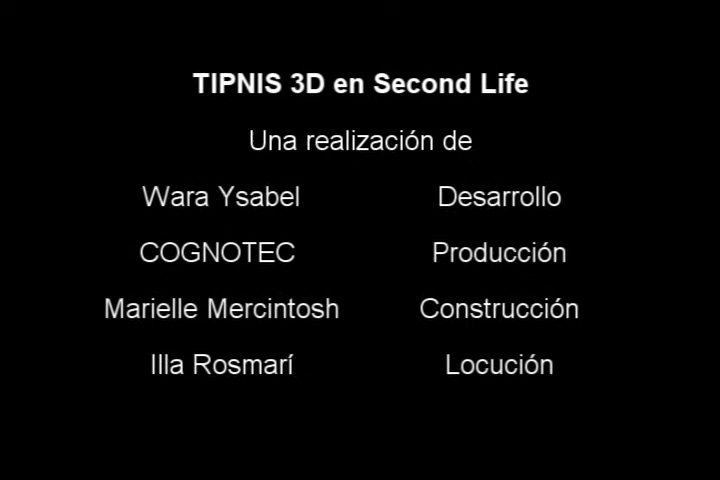 TIPNIS 3D en Second Life
Una realización de
Wara Ysabel Desarrollo
COGNOTEC Producción
Marielle Mercintosh Construcción
Illa Rosmarí Locución